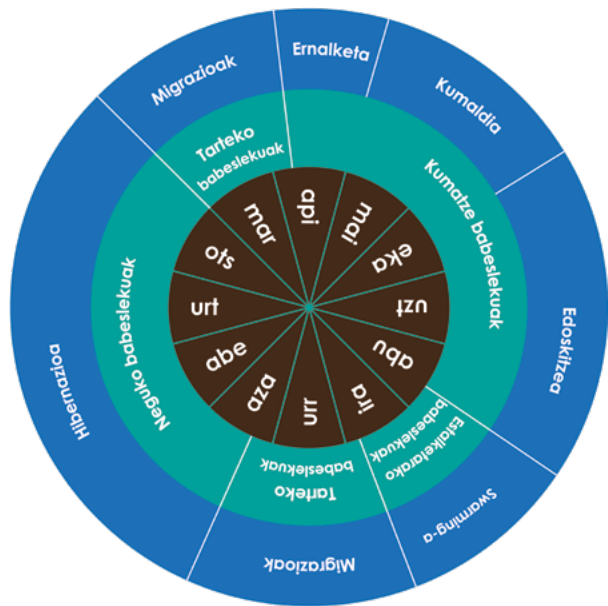 Ernalketa
Kumaldia
Edoskitzea
Swarming-a
Migrazioak
Hibernazioa
Migrazioak
Kumatze babeslekuak
Estalketarako
babeslekuak
Tarteko
babeslekuak
Neguko babeslekuak
Tarteko
babeslekuak
api
mai
eka
uzt
abu
ira
urr
aza
abe
urt
ots
mar